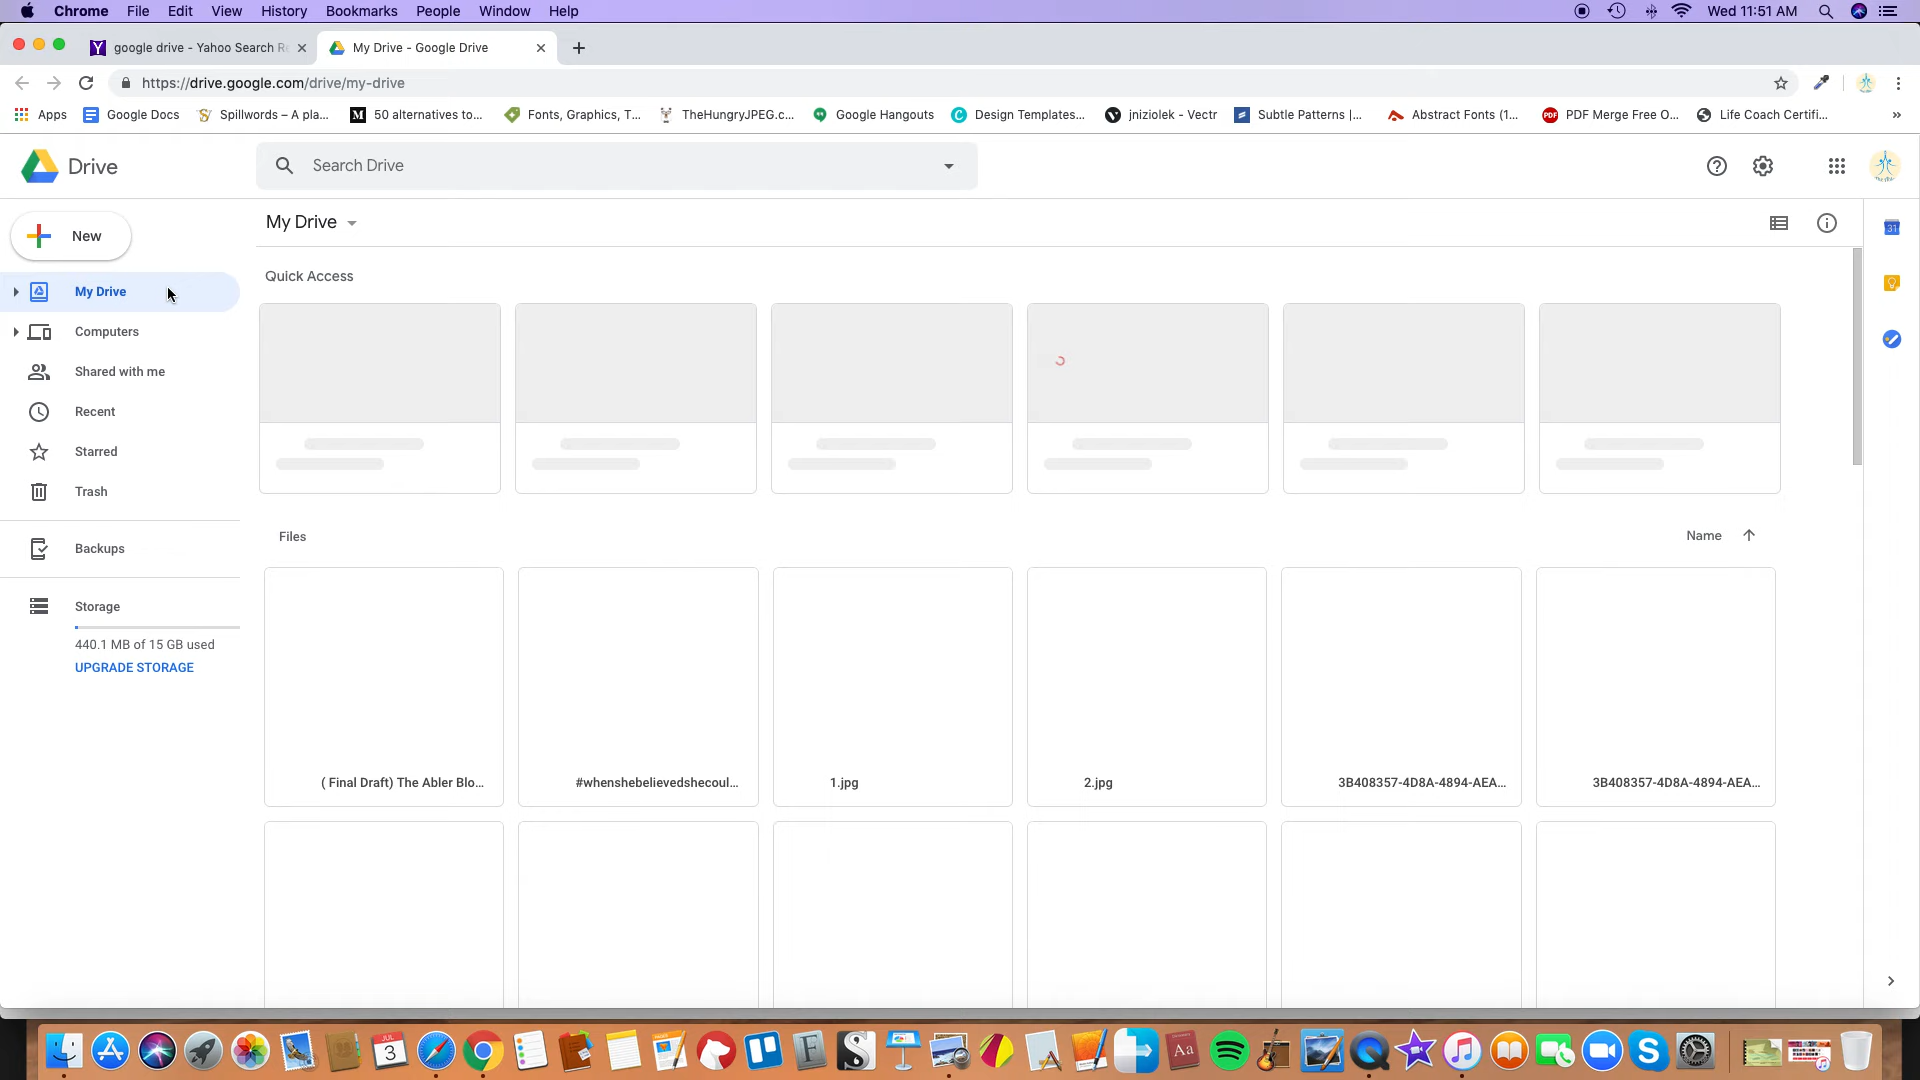 Chrome File Edit View History Bookmarks People Window Help Wed 11:51 AM
google drive - Yahoo Search Re
My Drive - Google Drive
https://drive.google.com/drive/my-drive
Apps Google Docs Spillwords – A pla... 50 alternatives to... Fonts, Graphics, T... TheHungryJPEG.c... Google Hangouts Design Templates... jniziolek - Vectr Subtle Patterns |... Abstract Fonts (1... PDF Merge Free O... Life Coach Certifi... »
Drive
Search Drive
New
My Drive
My Drive
Computers
Shared with me
Recent
Starred
Trash
Backups
Storage
440.1 MB of 15 GB used
UPGRADE STORAGE
Quick Access
Files
Name
( Final Draft) The Abler Blo...
#whenshebelievedshecoul...
1.jpg
2.jpg
3B408357-4D8A-4894-AEA...
3B408357-4D8A-4894-AEA...
31
JUL
3
Aa